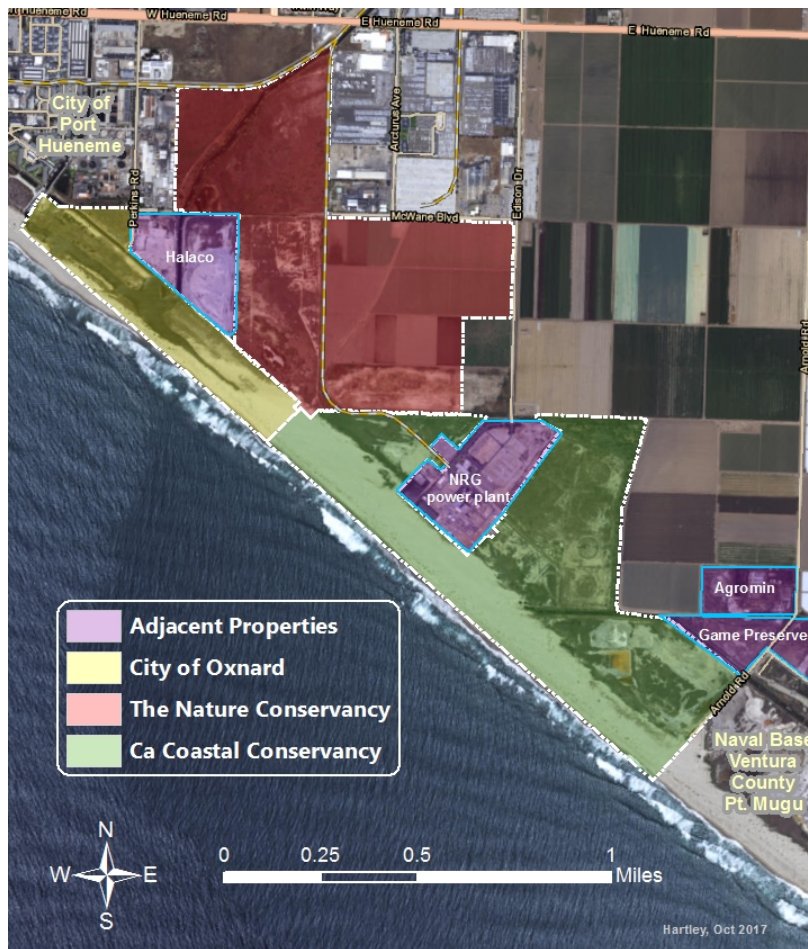 W Hueneme Rd
E Hueneme Rd
E Hueneme Rd
City of
Port
Hueneme
Perkins Rd
Arcturus Ave
Edison Dr
McWane Blvd
Halaco
Arnold Rd
NRG
power plant
Agromin
Game Preserve
Arnold Rd
Naval Base
Ventura
County
Pt. Mugu
Adjacent Properties
City of Oxnard
The Nature Conservancy
Ca Coastal Conservancy
N
W
E
S
0
0.25
0.5
1
Miles
Hartley, Oct 2017